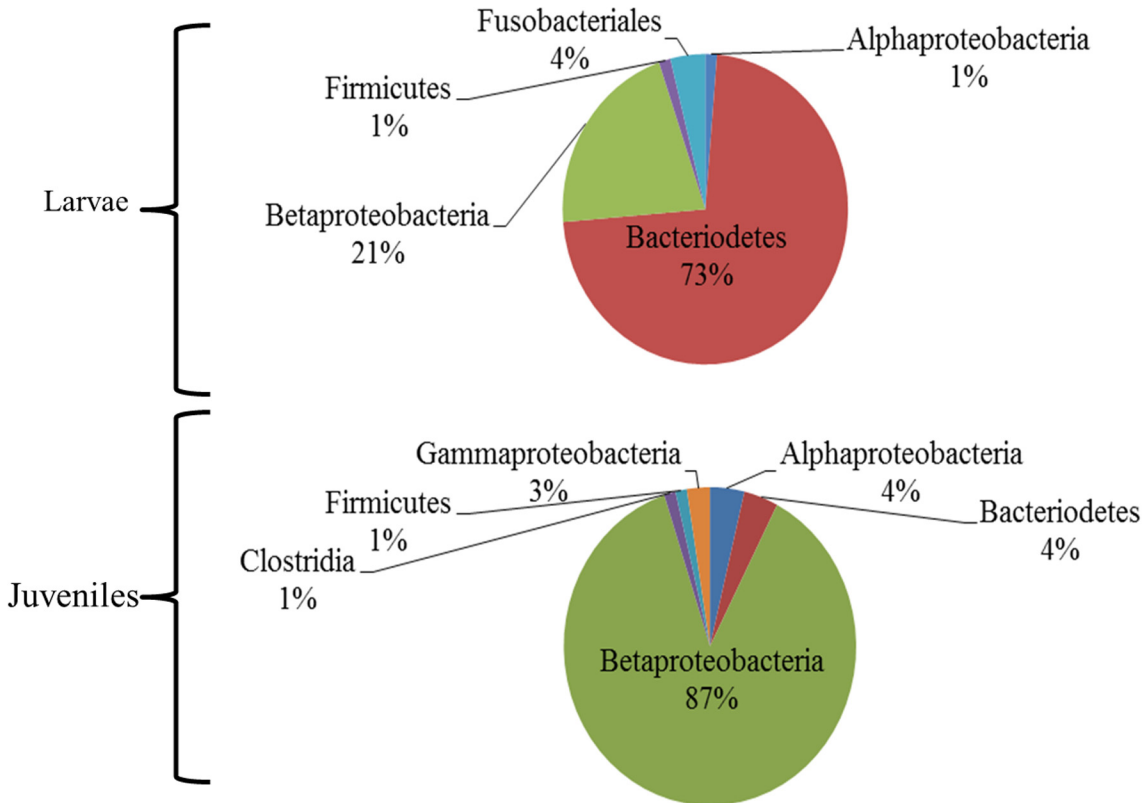 Fusobacteriales
4%
Alphaproteobacteria
1%
Firmicutes
1%
Larvae
Betaproteobacteria
21%
Bacteriodetes
73%
Gammaproteobacteria
3%
Alphaproteobacteria
4%
Firmicutes
1%
Bacteriodetes
4%
Clostridia
1%
Juveniles
Betaproteobacteria
87%